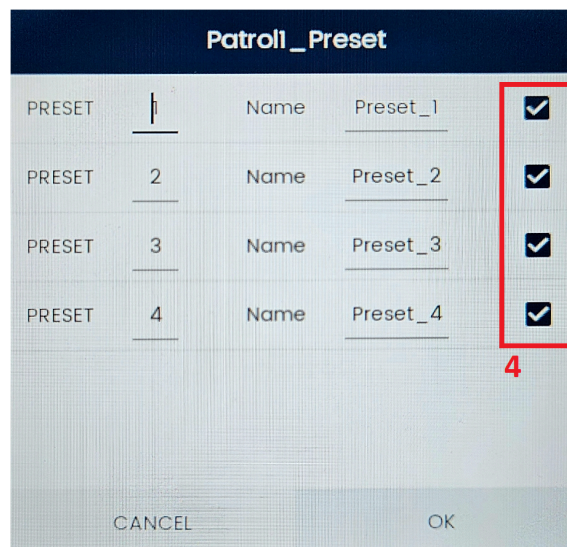 Patrol1_Preset
PRESET 1 Name Preset_1
PRESET 2 Name Preset_2
PRESET 3 Name Preset_3
PRESET 4 Name Preset_4
4
CANCEL OK